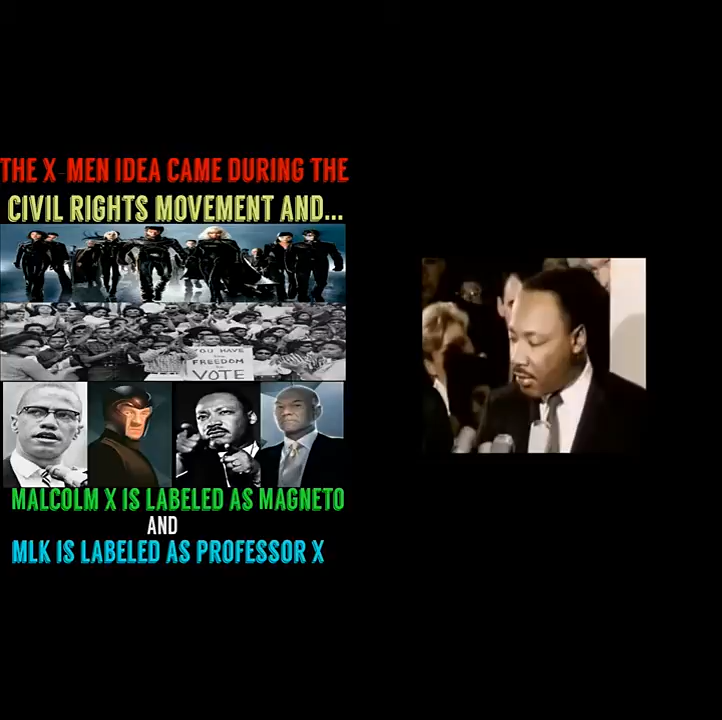 THE X-MEN IDEA CAME DURING THE
CIVIL RIGHTS MOVEMENT AND...
YOU HAVE
FREEDOM
VOTE
MALCOLM X IS LABELED AS MAGNETO
AND
MLK IS LABELED AS PROFESSOR X